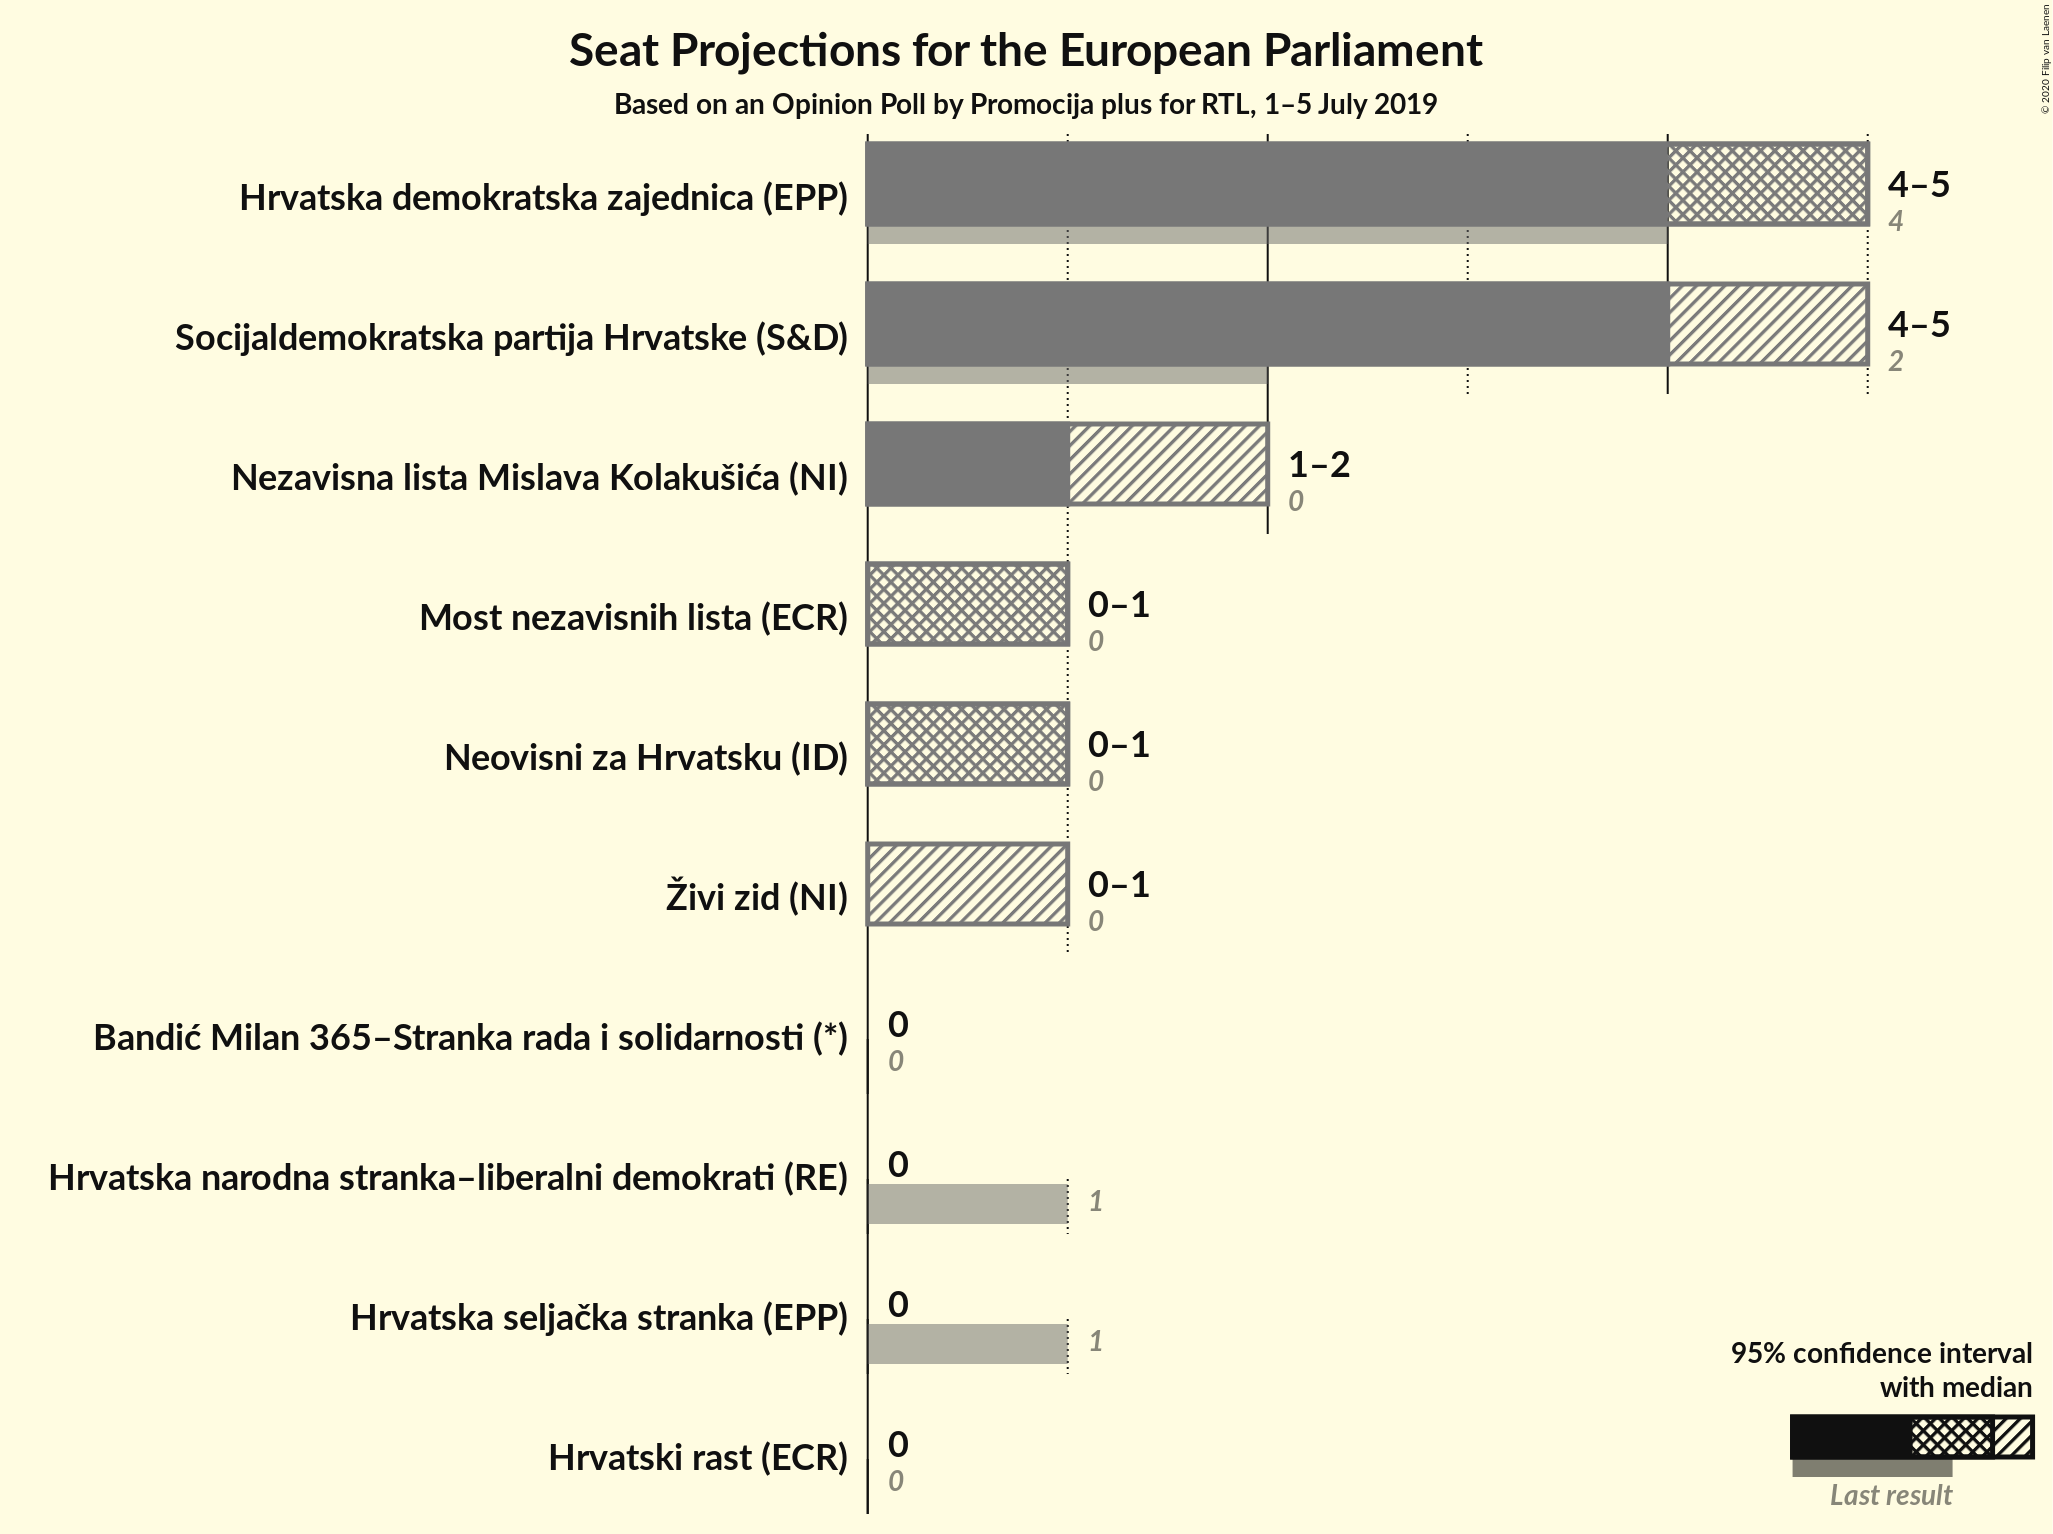 Seat Projections for the European Parliament
Based on an Opinion Poll by Promocija plus for RTL, 1–5 July 2019
© 2020 Filip van Laenen
Hrvatska demokratska zajednica (EPP)
4–5
4
Socijaldemokratska partija Hrvatske (S&D)
4–5
2
Nezavisna lista Mislava Kolakušića (NI)
1–2
0
Most nezavisnih lista (ECR)
0–1
0
Neovisni za Hrvatsku (ID)
0–1
0
Živi zid (NI)
0–1
0
Bandić Milan 365–Stranka rada i solidarnosti (*)
0
0
Hrvatska narodna stranka–liberalni demokrati (RE)
0
1
Hrvatska seljačka stranka (EPP)
0
1
Hrvatski rast (ECR)
0
0
95% confidence interval
with median
Last result